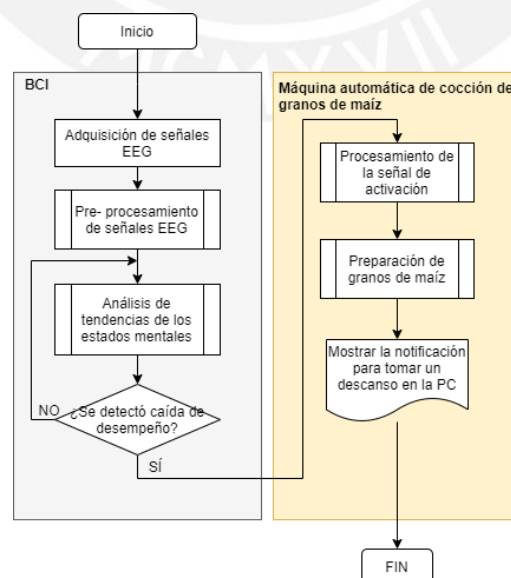 Inicio
BCI
Adquisición de señales
EEG
Pre- procesamiento
de señales EEG
Análisis de
tendencias de los
estados mentales
¿Se detectó caída de
desempeño?
NO
SÍ
Máquina automática de cocción de
granos de maíz
Procesamiento de
la señal de
activación
Preparación de
granos de maíz
Mostrar la notificación
para tomar un
descanso en la PC
FIN
MCMXVII